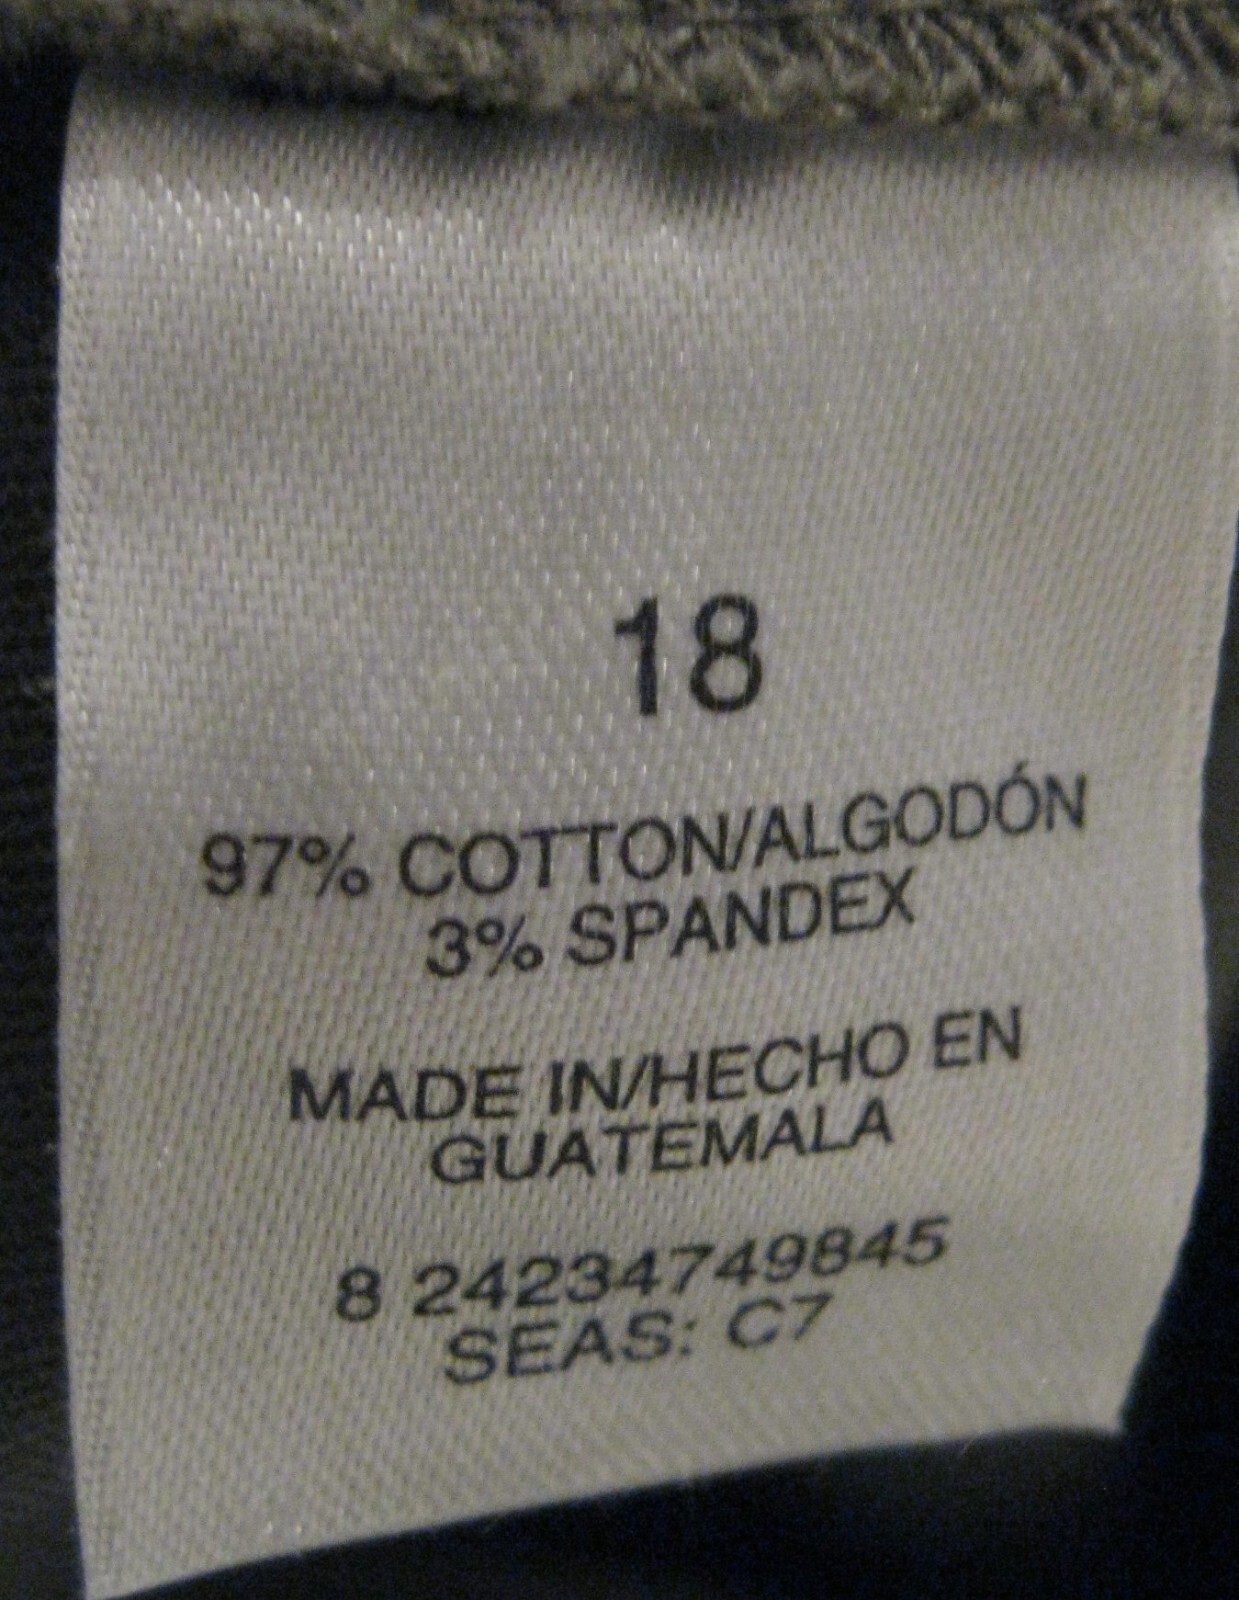 18
97% COTTON/ALGODÓN
3% SPANDEX
MADE IN/HECHO EN
GUATEMALA
8 24234749845
SEAS: C7